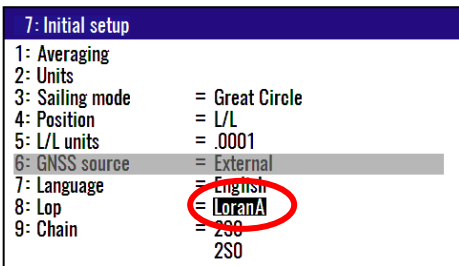 7: Initial setup
1: Averaging
2: Units
3: Sailing mode = Great Circle
4: Position = L/L
5: L/L units = .0001
6: GNSS source = External
7: Language = English
8: Lop = LoranA
9: Chain = 2S0
2S0